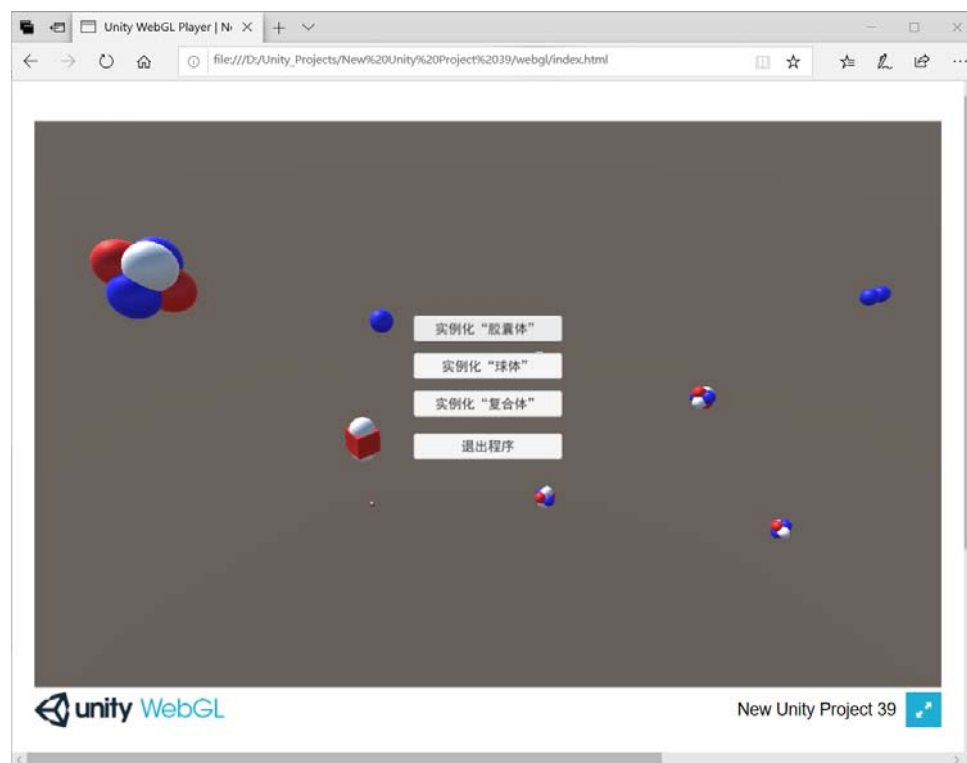 Unity WebGL Player | N
file:///D:/Unity_Projects/New%20Unity%20Project%2039/webgl/index.html
实例化“胶囊体”
实例化“球体”
实例化“复合体”
退出程序
unity WebGL
New Unity Project 39